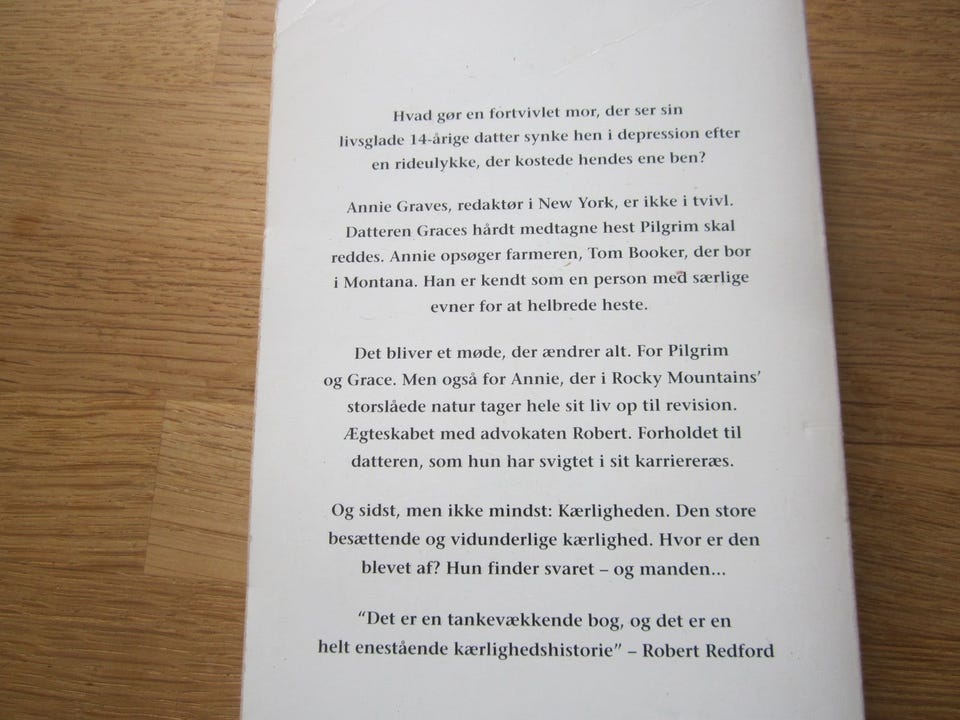 Hvad gør en fortvivlet mor, der ser sin
livsglade 14-årige datter synke hen i depression efter
en rideulykke, der kostede hendes ene ben?
Annie Graves, redaktør i New York, er ikke i tvivl.
Datteren Graces hårdt medtagne hest Pilgrim skal
reddes. Annie opsøger farmeren, Tom Booker, der bor
i Montana. Han er kendt som en person med særlige
evner for at helbrede heste.
Det bliver et møde, der ændrer alt. For Pilgrim
og Grace. Men også for Annie, der i Rocky Mountains’
storslåede natur tager hele sit liv op til revision.
Ægteskabet med advokaten Robert. Forholdet til
datteren, som hun har svigtet i sit karriereræs.
Og sidst, men ikke mindst: Kærligheden. Den store
besættende og vidunderlige kærlighed. Hvor er den
blevet af? Hun finder svaret – og manden...
“Det er en tankevækkende bog, og det er en
helt enestående kærlighedshistorie” – Robert Redford